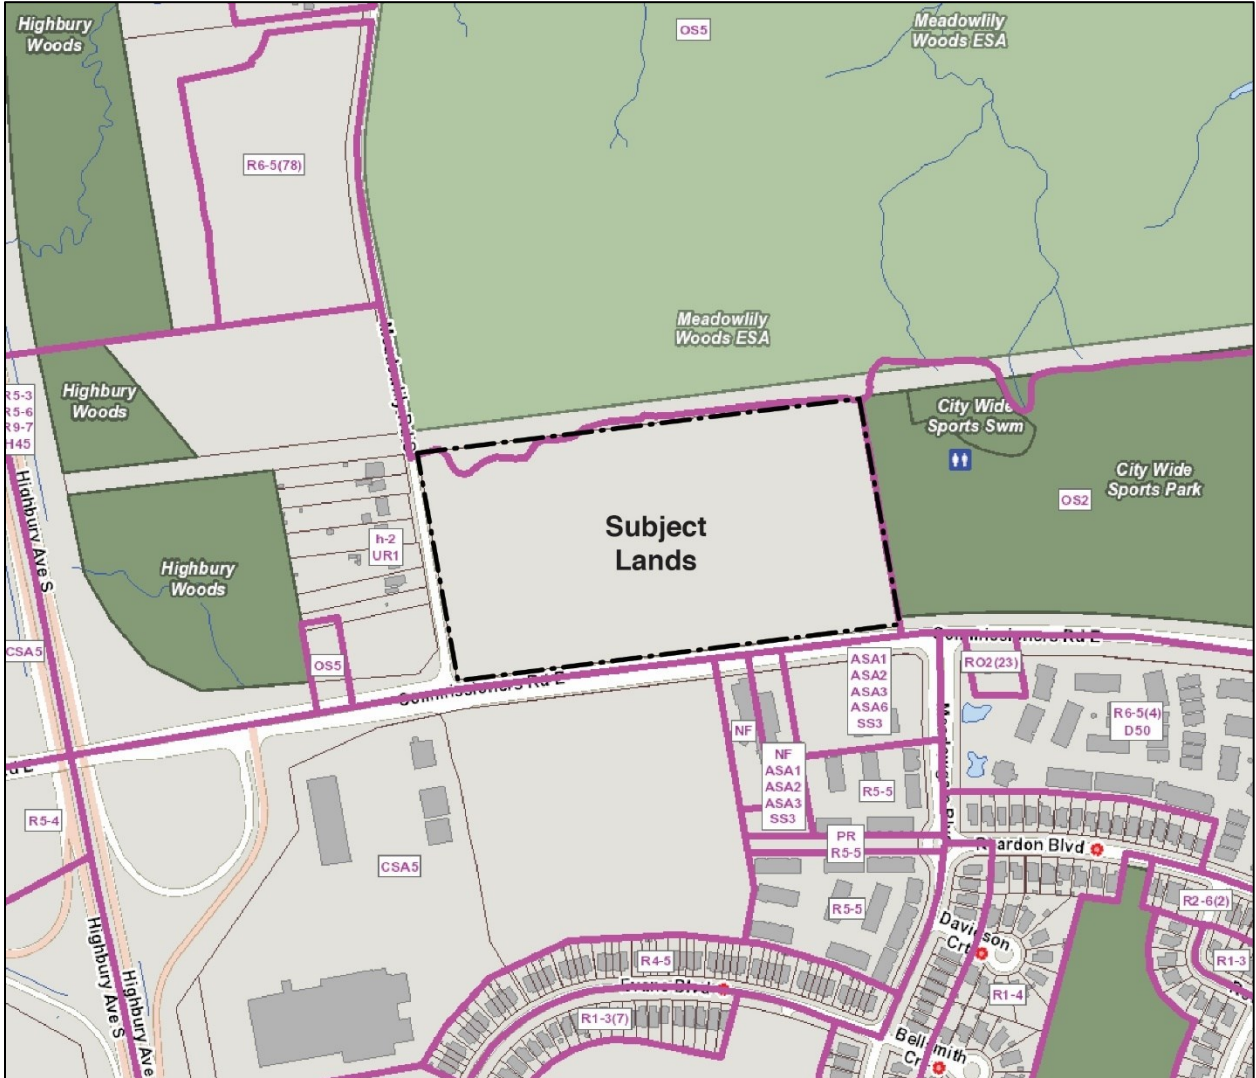 Highbury
Woods
OS5
Meadowlily
Woods ESA
R6-5(78)
Meadowlily
Woods ESA
Highbury
Woods
R5-3
R5-6
R9-7
H45
City Wide
Sports Swm
City Wide
Sports Park
OS2
Subject
Lands
h-2
UR1
Highbury
Woods
Highbury Ave S
CSA5
OS5
Commissioners Rd E
Commissioners Rd E
ASA1
ASA2
ASA3
ASA6
SS3
RO2(23)
R6-5(4)
D50
NF
NF
ASA1
ASA2
ASA3
SS3
R5-5
Rd E
R5-4
CSA5
PR
R5-5
Reardon Blvd
R5-5
R2-6(2)
Davidson
Crt
R1-3
R4-5
Evans Blvd
R1-4
R1-3(7)
Highbury Ave S
Highbury Ave
Bellsmith
Cr